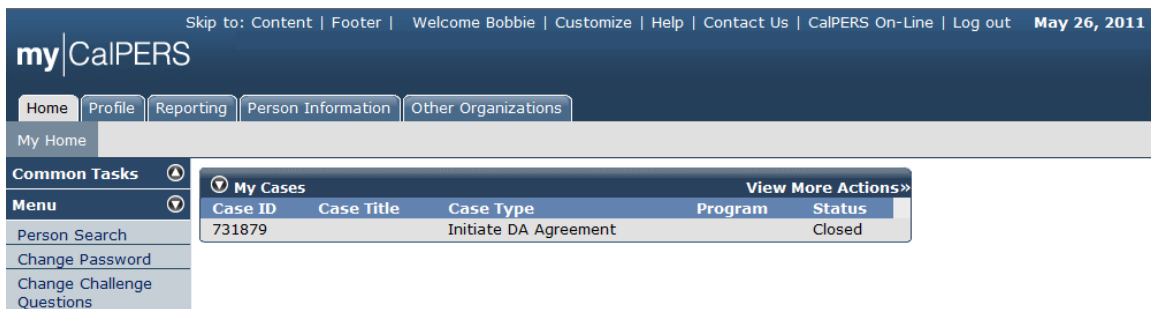 Skip to: Content | Footer | Welcome Bobbie | Customize | Help | Contact Us | CalPERS On-Line | Log out May 26, 2011
my|CalPERS
Home Profile Reporting Person Information Other Organizations
My Home
Common Tasks
Menu
Person Search
Change Password
Change Challenge
Questions
My Cases View More Actions»
Case ID Case Title Case Type Program Status
731879 Initiate DA Agreement Closed